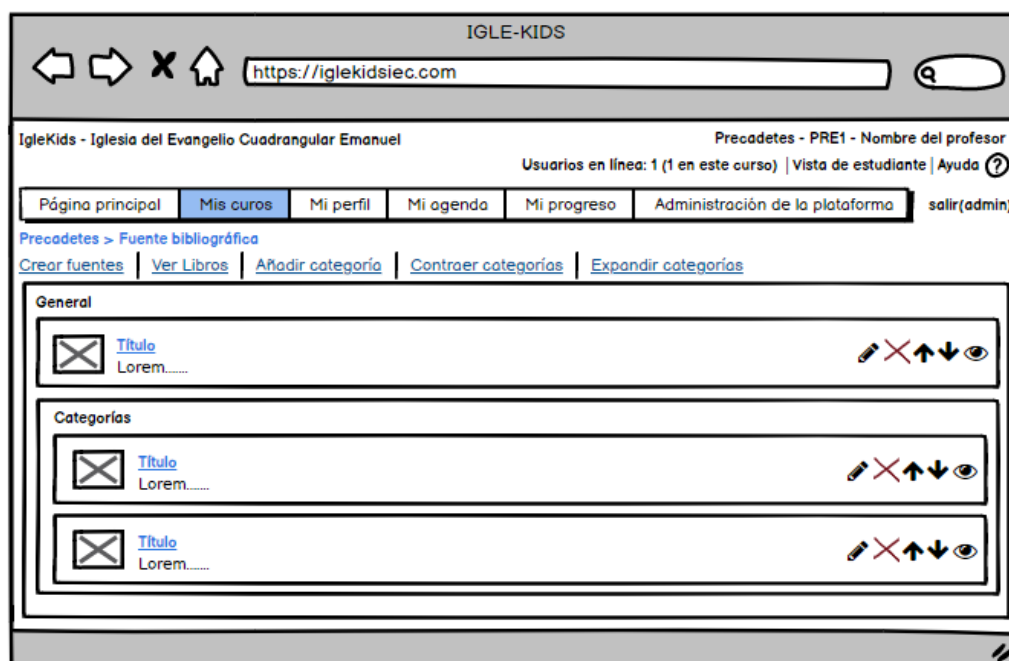 IGLE-KIDS
https://iglekidsiec.com
IgleKids - Iglesia del Evangelio Cuadrangular Emanuel
Precadetes - PRE1 - Nombre del profesor
Usuarios en línea: 1 (1 en este curso) | Vista de estudiante | Ayuda ?
Página principal Mis curos Mi perfil Mi agenda Mi progreso Administración de la plataforma salir(admin)
Precadetes > Fuente bibliográfica
Crear fuentes | Ver Libros | Añadir categoría | Contraer categorías | Expandir categorías
General
Título
Lorem.......
Categorías
Título
Lorem.......
Título
Lorem.......